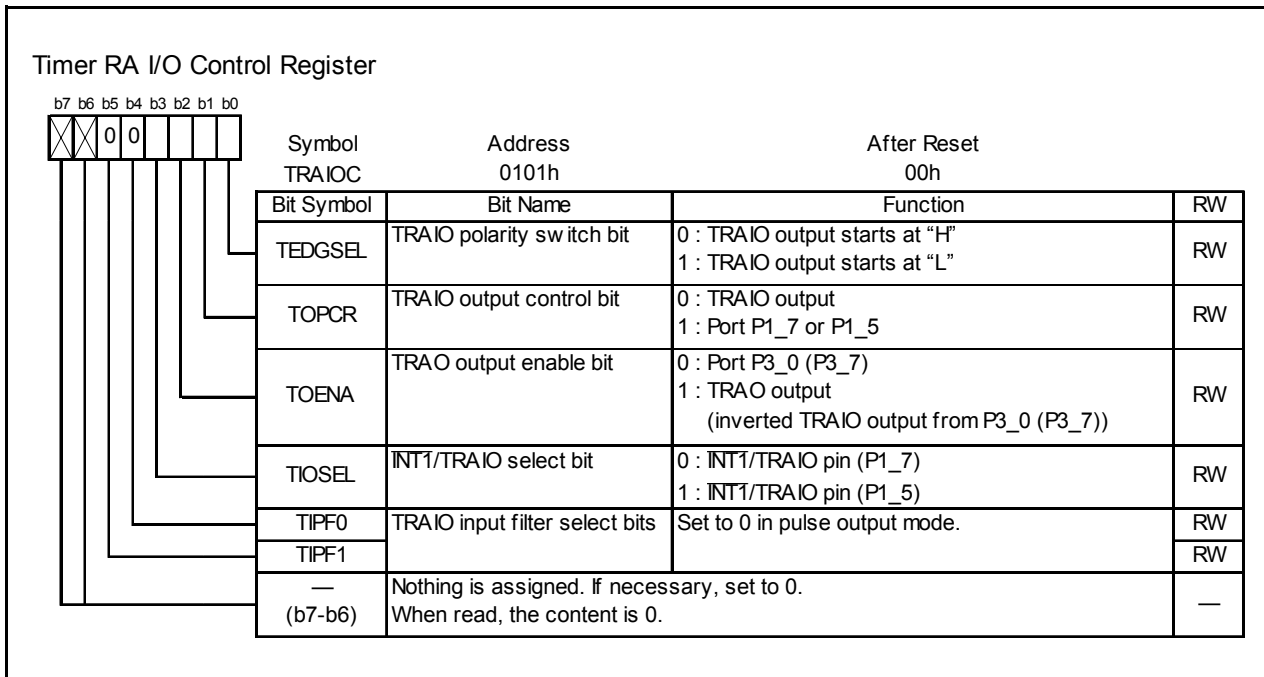 Timer RA I/O Control Register
b7 b6 b5 b4 b3 b2 b1 b0
0 0
Symbol Address After Reset
TRAIOC 0101h 00h
Bit Symbol Bit Name Function RW
TEDGSEL TRAIO polarity switch bit 0 : TRAIO output starts at “H” RW
1 : TRAIO output starts at “L”
TOPCR TRAIO output control bit 0 : TRAIO output RW
1 : Port P1_7 or P1_5
TOENA TRAO output enable bit 0 : Port P3_0 (P3_7) RW
1 : TRAO output
(inverted TRAIO output from P3_0 (P3_7))
TIOSEL INT1/TRAIO select bit 0 : INT1/TRAIO pin (P1_7) RW
1 : INT1/TRAIO pin (P1_5)
TIPF0 TRAIO input filter select bits Set to 0 in pulse output mode. RW
TIPF1 RW
— Nothing is assigned. If necessary, set to 0. —
(b7-b6) When read, the content is 0.